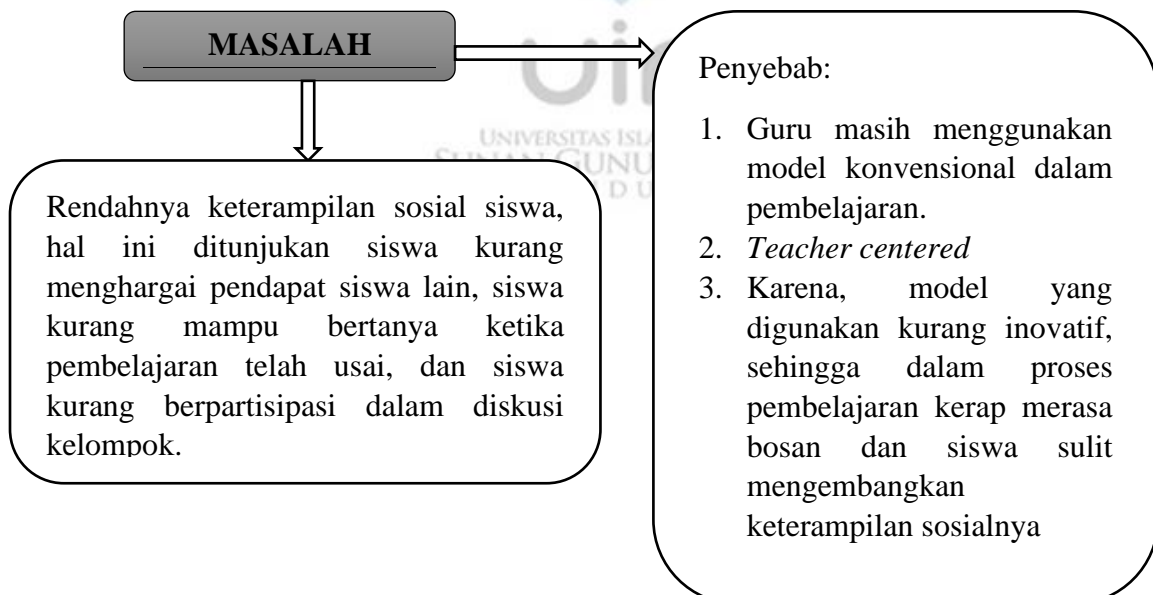 MASALAH
Rendahnya keterampilan sosial siswa,
hal ini ditunjukan siswa kurang
menghargai pendapat siswa lain, siswa
kurang mampu bertanya ketika
pembelajaran telah usai, dan siswa
kurang berpartisipasi dalam diskusi
kelompok.
Penyebab:
1. Guru masih menggunakan
model konvensional dalam
pembelajaran.
2. Teacher centered
3. Karena, model yang
digunakan kurang inovatif,
sehingga dalam proses
pembelajaran kerap merasa
bosan dan siswa sulit
mengembangkan
keterampilan sosialnya
UNIVERSITAS